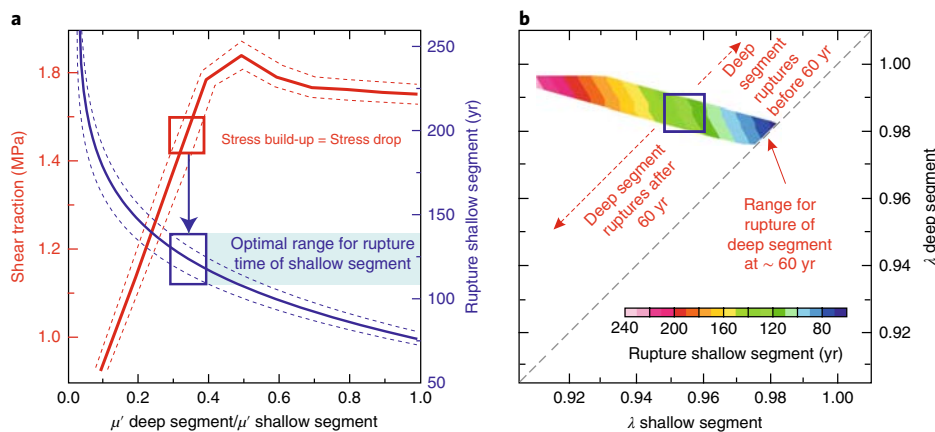 a
Shear traction (MPa)
1.8
1.4
1.2
1.0
Stress build-up = Stress drop
Optimal range for rupture
time of shallow segment
250
200
150
100
50
Rupture shallow segment (yr)
0.0 0.2 0.4 0.6 0.8 1.0
μ′ deep segment/μ′ shallow segment
b
Deep
segment
ruptures
before 60 yr
Deep segment
ruptures after
60 yr
Range for
rupture of
deep segment
at ~ 60 yr
240 200 160 120 80
Rupture shallow segment (yr)
1.00
0.98
0.96
0.94
0.92
λ deep segment
0.92 0.94 0.96 0.98 1.00
λ shallow segment